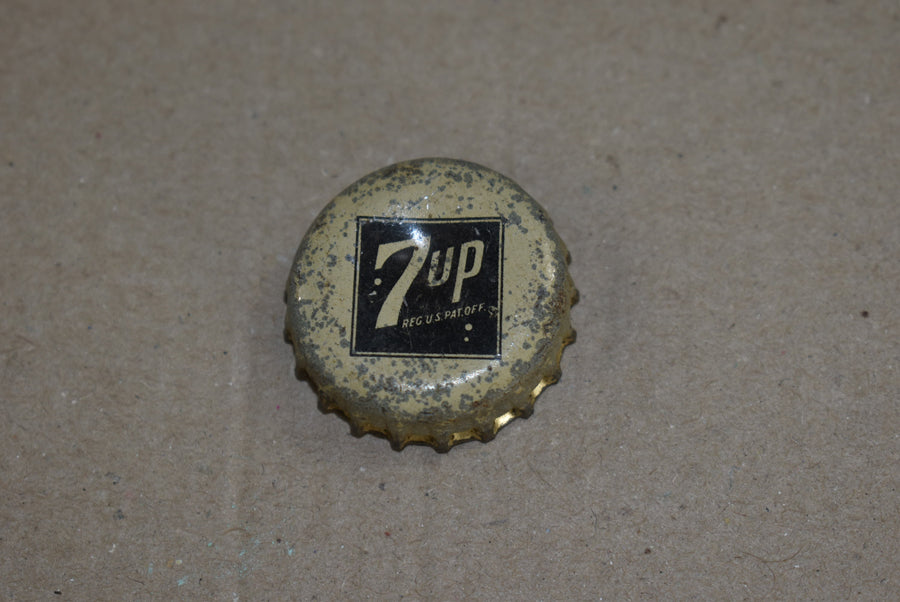 7up
REG. U.S. PAT. OFF.